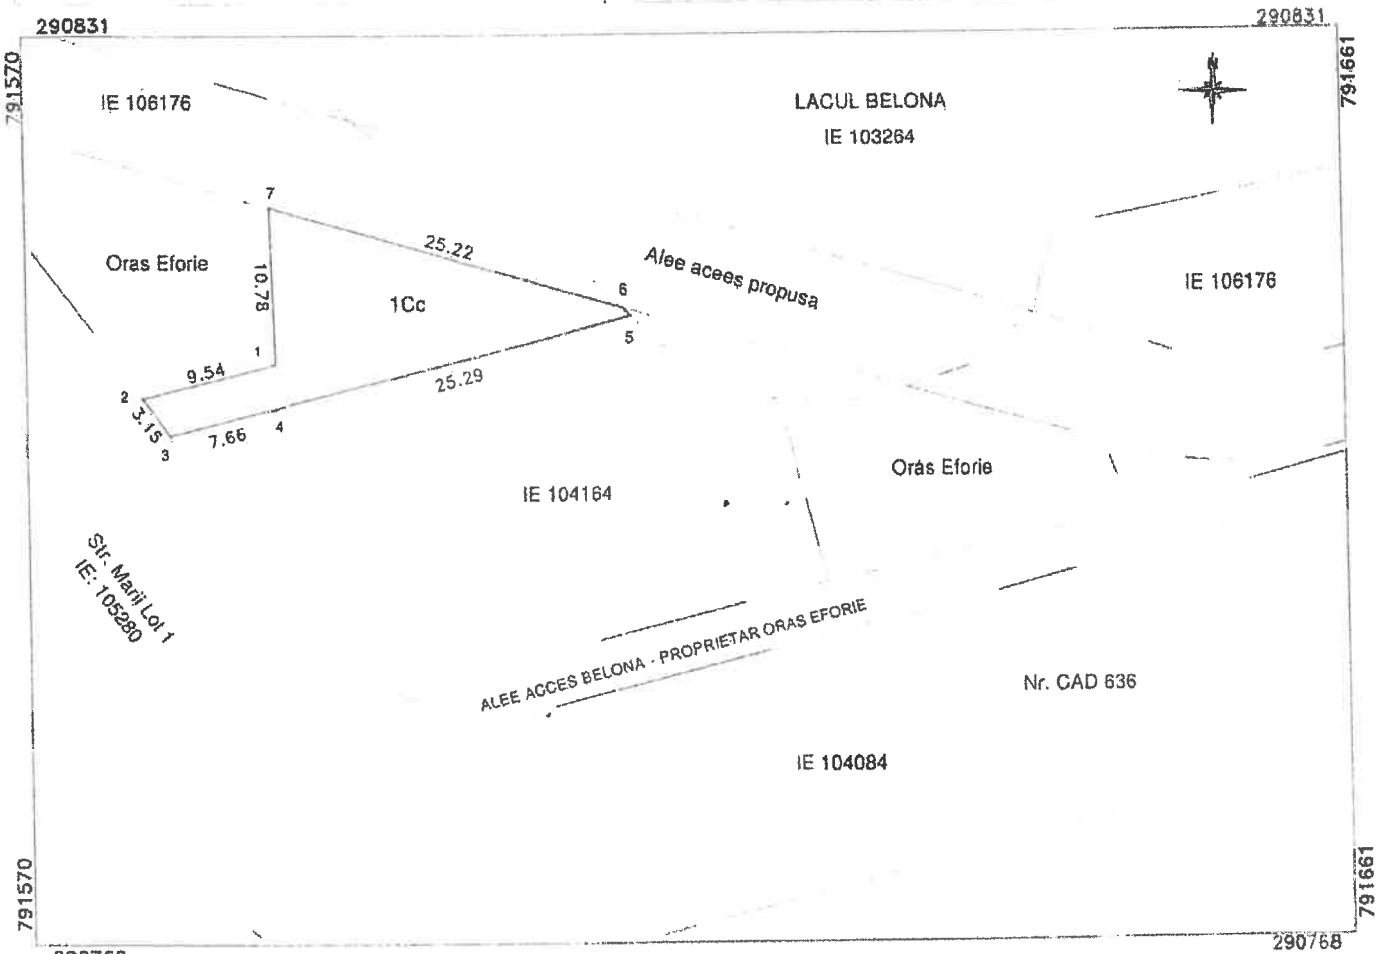 290831
290831
791570
791661
N
IE 106176
LACUL BELONA
IE 103264
7
Oras Eforie
25.22
10.78
1Cc
6
5
Alee acees propusa
IE 106176
1
9.54
2
3.15
3
7.66
4
25.29
Oras Eforie
IE 104164
Str. Marii Lot 1
IE: 105280
ALEE ACCES BELONA - PROPRIETAR ORAS EFORIE
Nr. CAD 636
IE 104084
791570
791661
290768